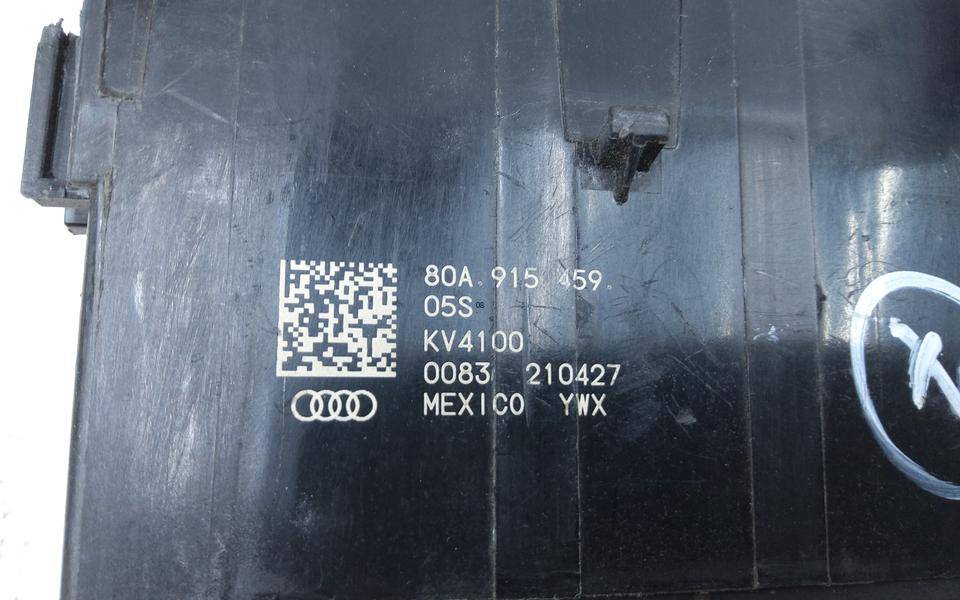 80A 915 459
05S
KV4100
0083 210427
MEXICO YWX